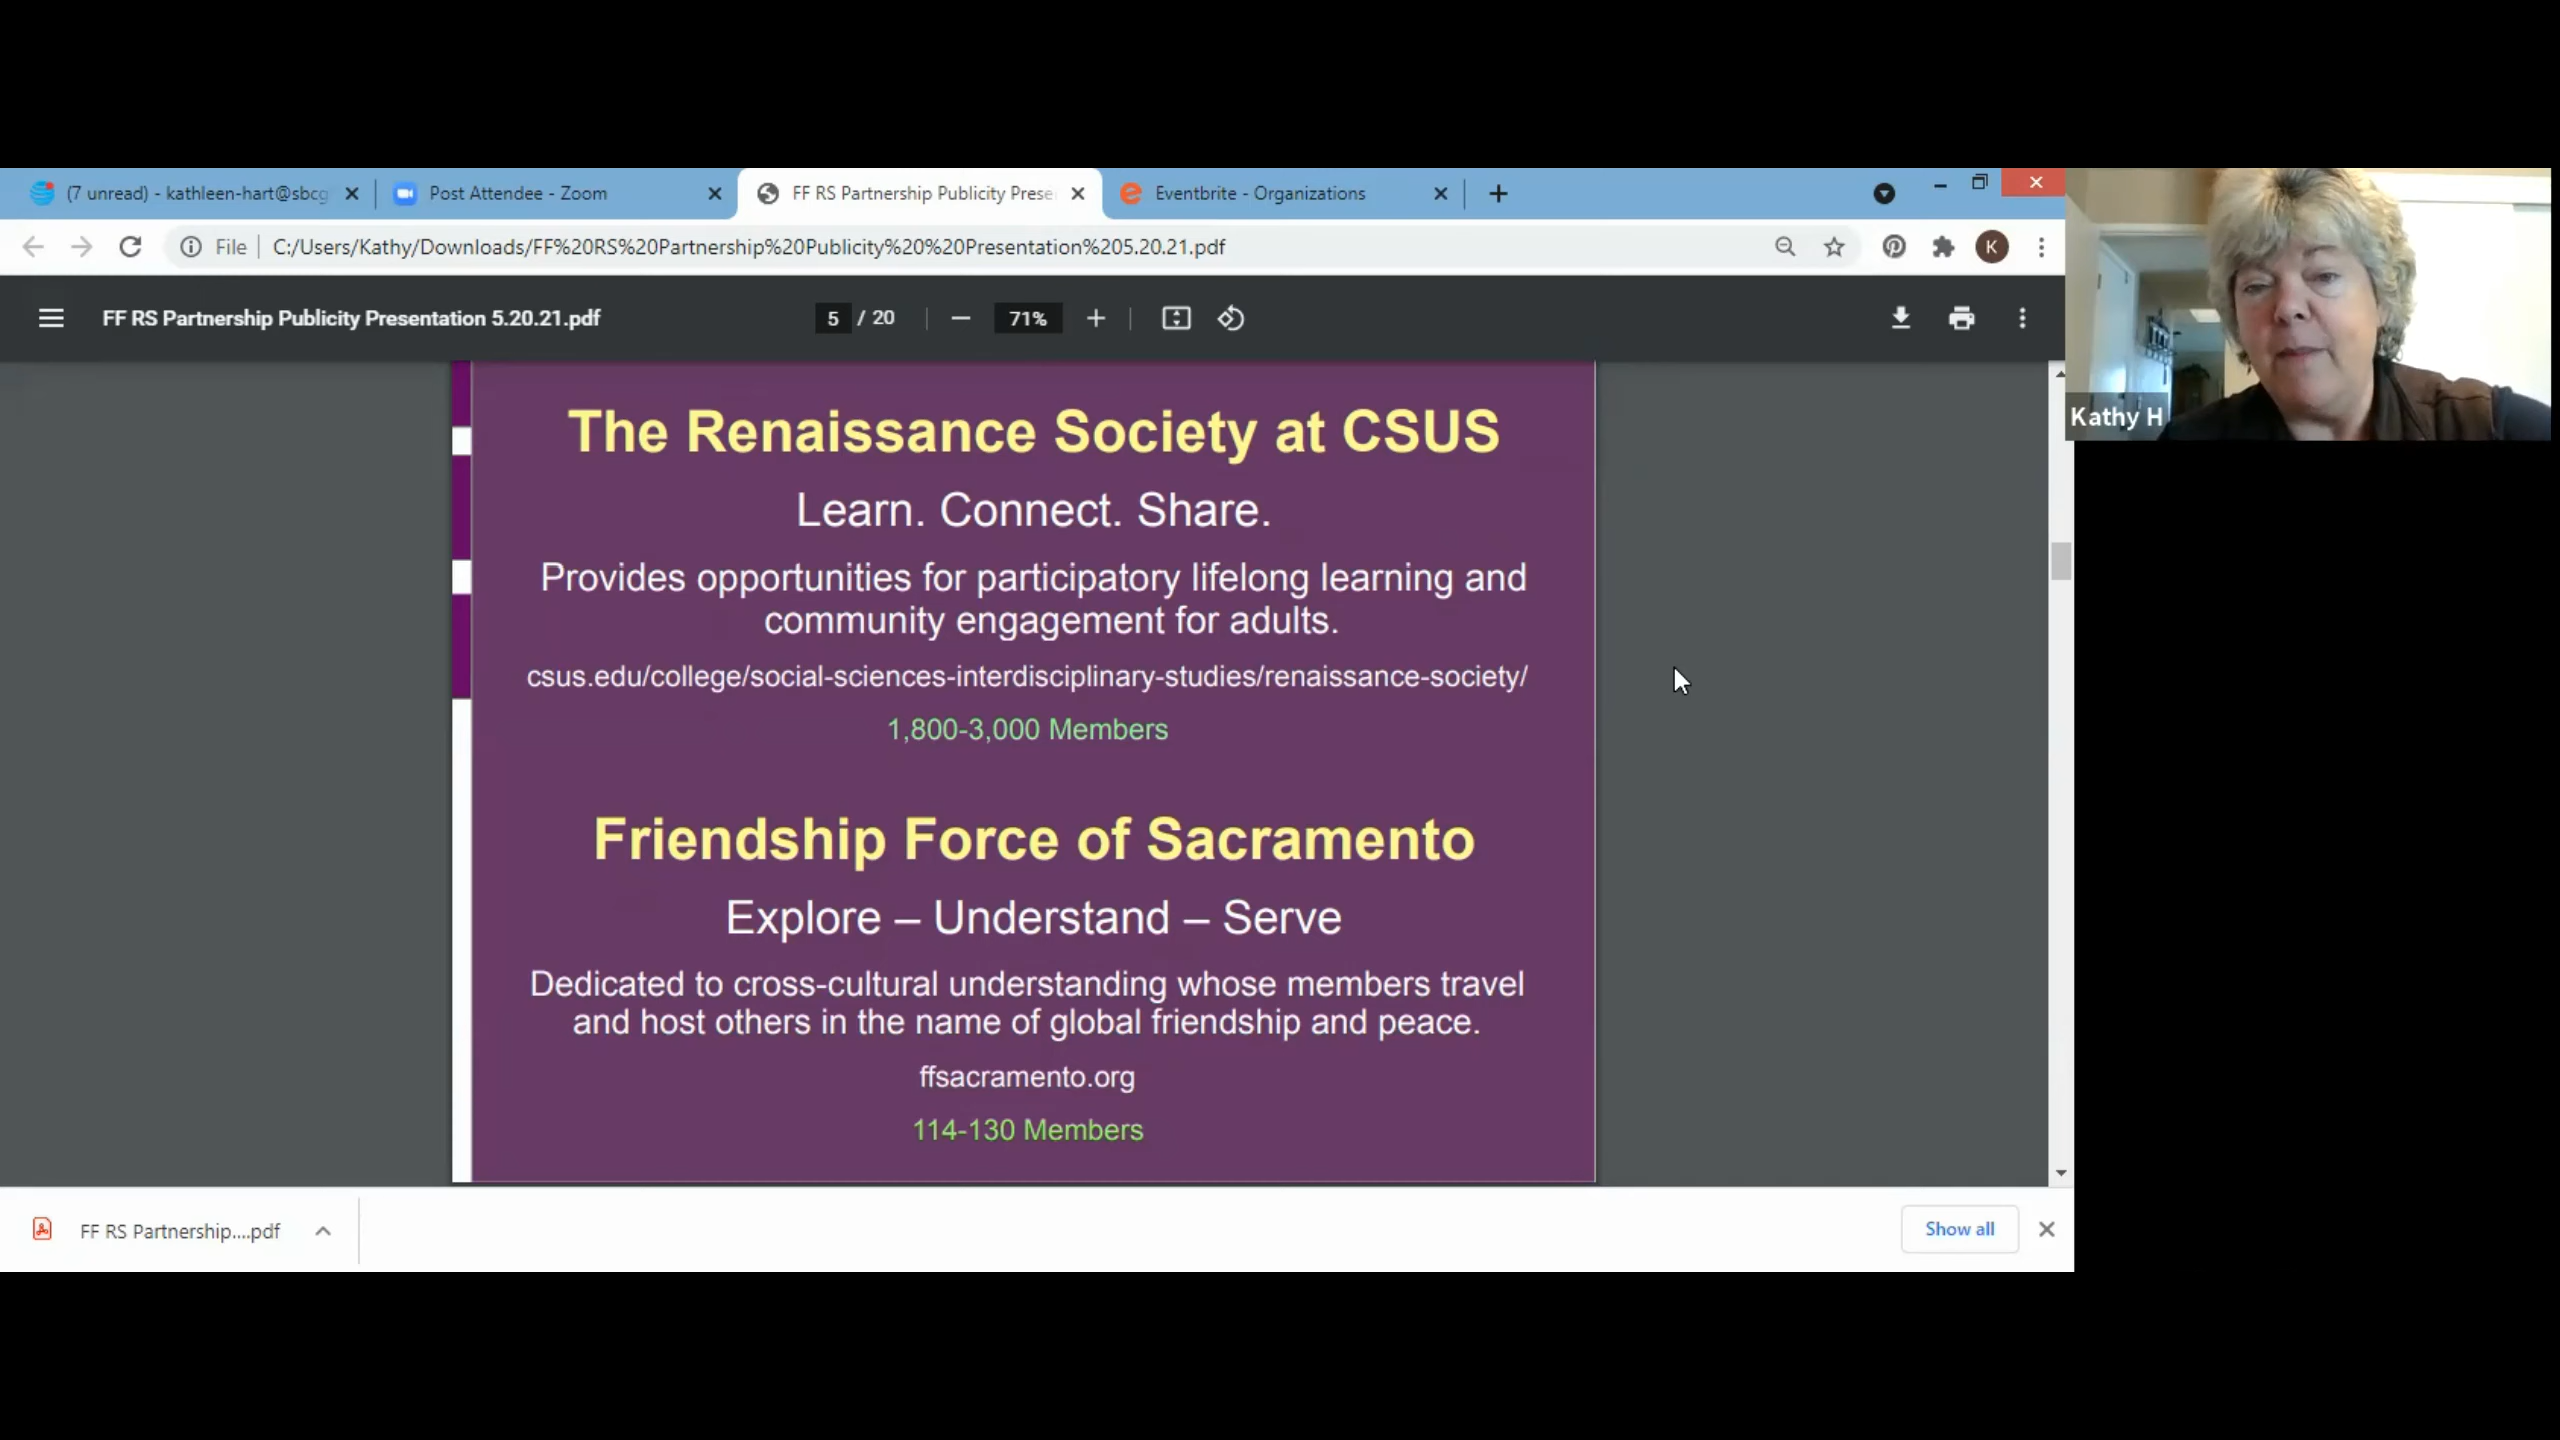 (7 unread) - kathleen-hart@sbcg
Post Attendee - Zoom
FF RS Partnership Publicity Prese
Eventbrite - Organizations
File
C:/Users/Kathy/Downloads/FF%20RS%20Partnership%20Publicity%20%20Presentation%205.20.21.pdf
K
FF RS Partnership Publicity Presentation 5.20.21.pdf
5 / 20
71%
Kathy H
The Renaissance Society at CSUS
Learn. Connect. Share.
Provides opportunities for participatory lifelong learning and
community engagement for adults.
csus.edu/college/social-sciences-interdisciplinary-studies/renaissance-society/
1,800-3,000 Members
Friendship Force of Sacramento
Explore – Understand – Serve
Dedicated to cross-cultural understanding whose members travel
and host others in the name of global friendship and peace.
ffsacramento.org
114-130 Members
FF RS Partnership....pdf
Show all